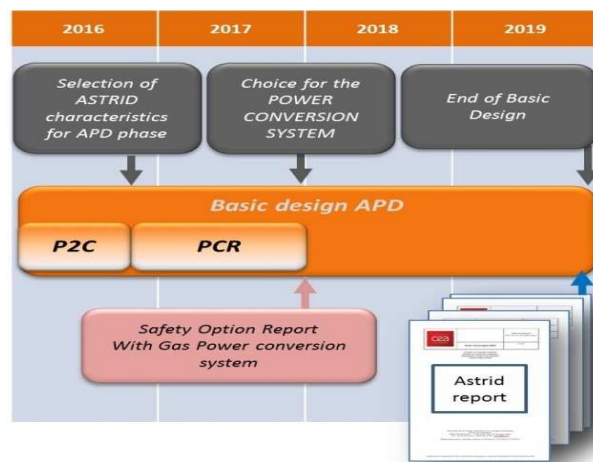 2016 2017 2018 2019
Selection of
ASTRID
characteristics
for APD phase
Choice for the
POWER
CONVERSION
SYSTEM
End of Basic
Design
Basic design APD
P2C
PCR
Safety Option Report
With Gas Power conversion
system
cea
Astrid
report